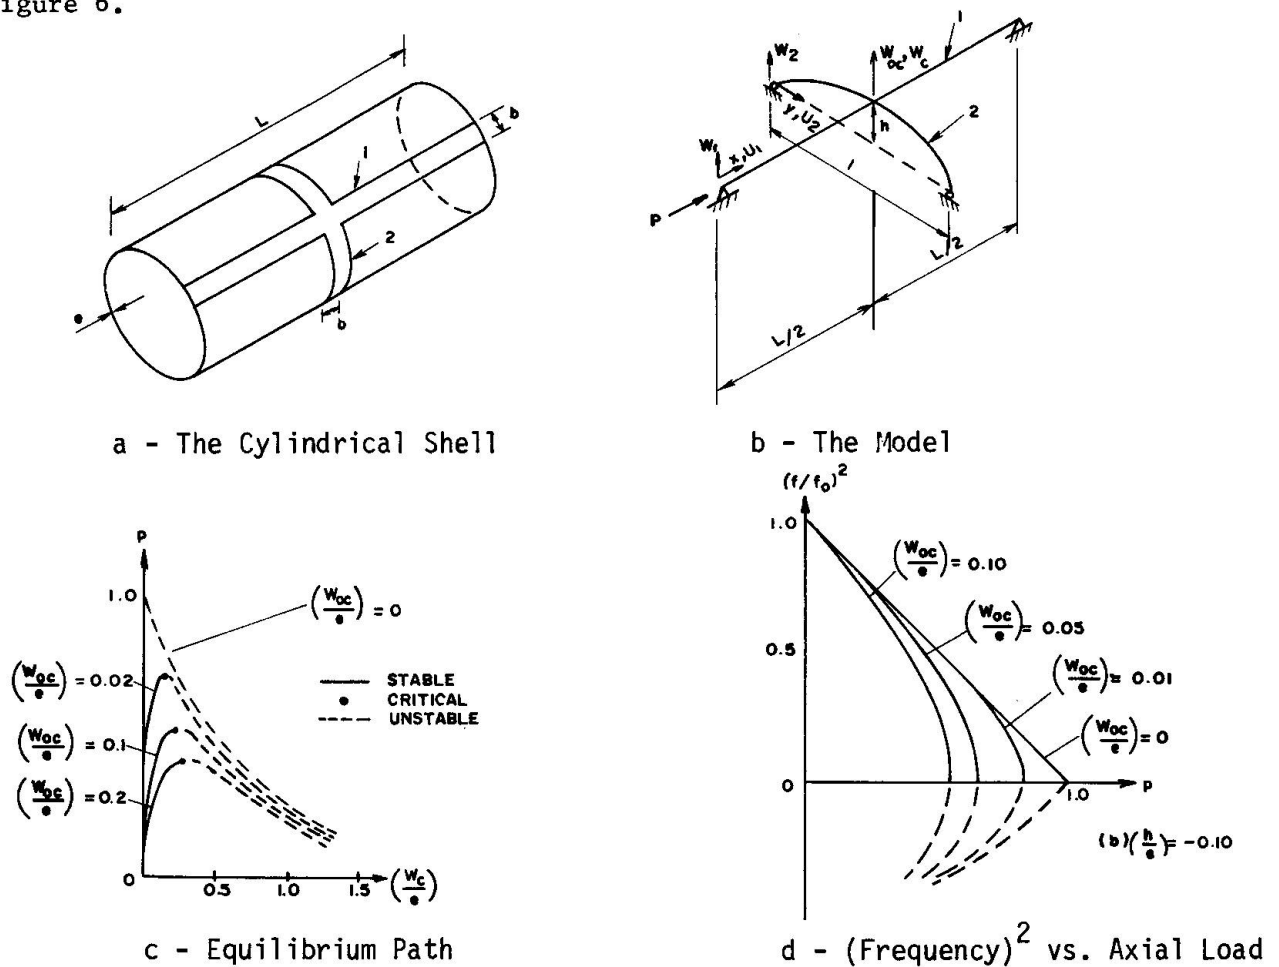 igure 6.
L
b
1
2
e
b
a - The Cylindrical Shell
W2
Woc, Wc
1
y, U2
h
2
W1
x, U1
P
l
L/2
L/2
b - The Model
P
1.0
(Woc/e) = 0
(Woc/e) = 0.02
(Woc/e) = 0.1
(Woc/e) = 0.2
STABLE
CRITICAL
UNSTABLE
0
0.5
1.0
1.5
(Wc/e)
c - Equilibrium Path
(f/fo)2
1.0
(Woc/e) = 0.10
(Woc/e) = 0.05
0.5
(Woc/e) = 0.01
(Woc/e) = 0
0
1.0
P
(b) (h/e) = -0.10
d - (Frequency)2 vs. Axial Load